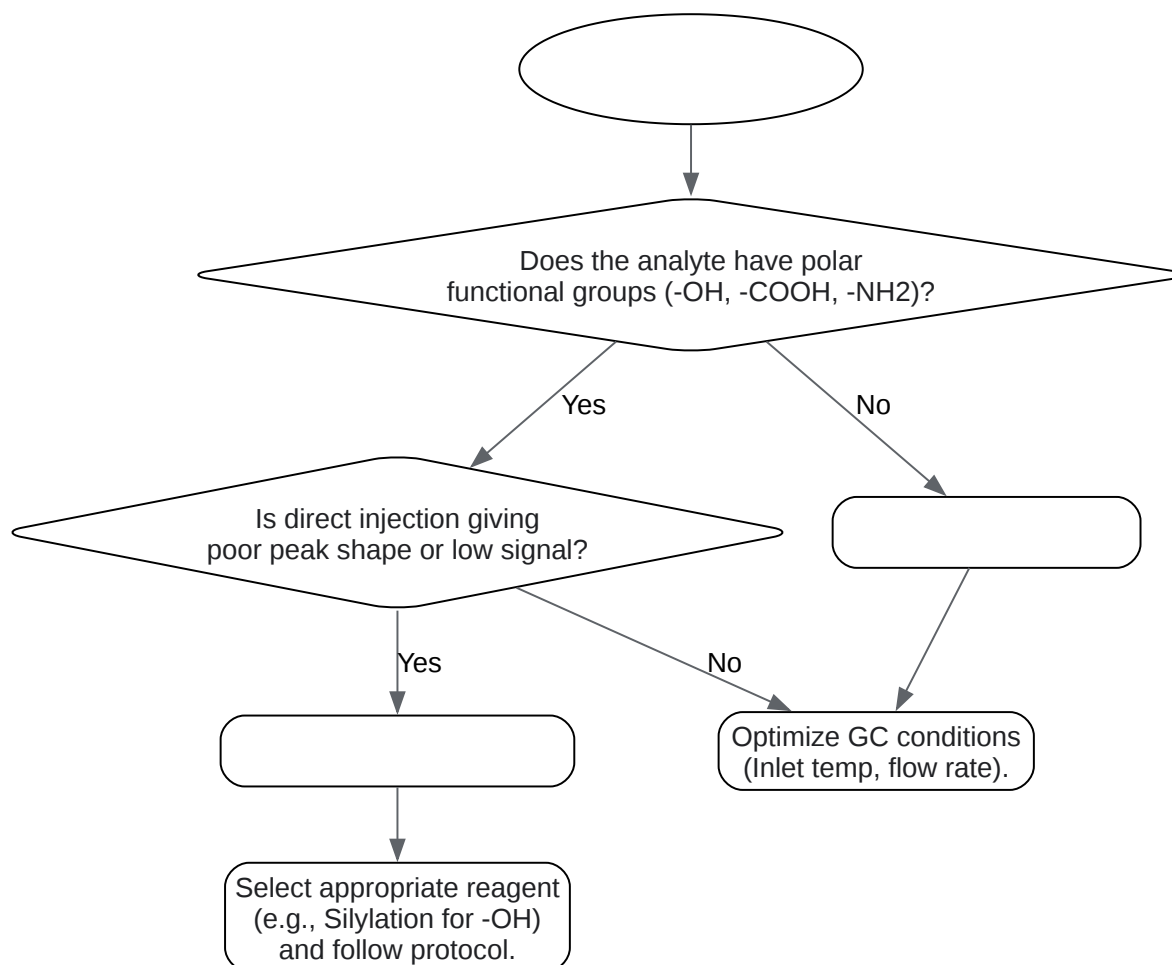 Does the analyte have polar
functional groups (-OH, -COOH, -NH2)?
Yes
No
Is direct injection giving
poor peak shape or low signal?
Yes
No
Optimize GC conditions
(Inlet temp, flow rate).
Select appropriate reagent
(e.g., Silylation for -OH)
and follow protocol.